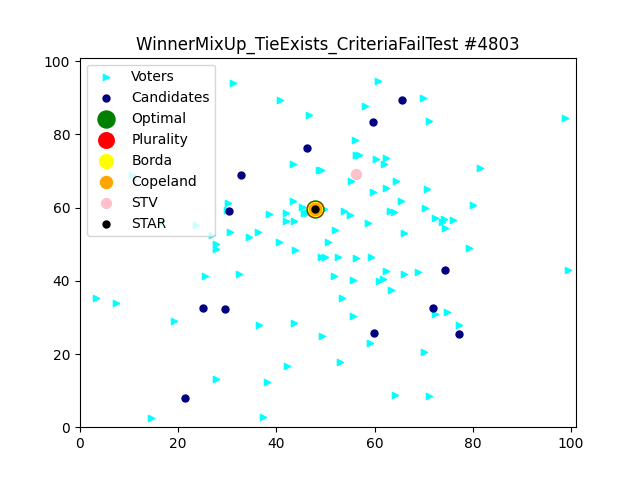 WinnerMixUp_TieExists_CriteriaFailTest #4803
Voters
Candidates
Optimal
Plurality
Borda
Copeland
STV
STAR
100
80
60
40
20
0
0 20 40 60 80 100